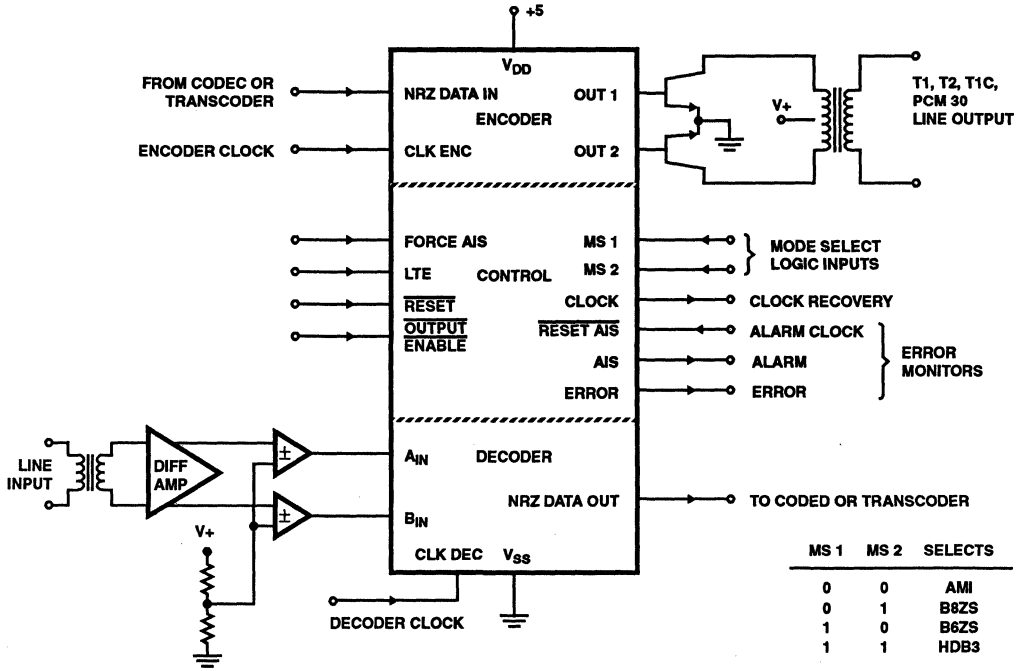 +5
V_DD
FROM CODEC OR
TRANSCODER
NRZ DATA IN
OUT 1
ENCODER
ENCODER CLOCK
CLK ENC
OUT 2
V+
T1, T2, T1C,
PCM 30
LINE OUTPUT
FORCE AIS
LTE
CONTROL
RESET
OUTPUT
ENABLE
MS 1
MS 2
MODE SELECT
LOGIC INPUTS
CLOCK
CLOCK RECOVERY
RESET AIS
ALARM CLOCK
AIS
ALARM
ERROR
ERROR
ERROR
MONITORS
LINE
INPUT
DIFF
AMP
±
±
V+
A_IN
DECODER
B_IN
NRZ DATA OUT
TO CODED OR TRANSCODER
CLK DEC
V_SS
DECODER CLOCK
MS 1 MS 2 SELECTS
0 0 AMI
0 1 B8ZS
1 0 B6ZS
1 1 HDB3